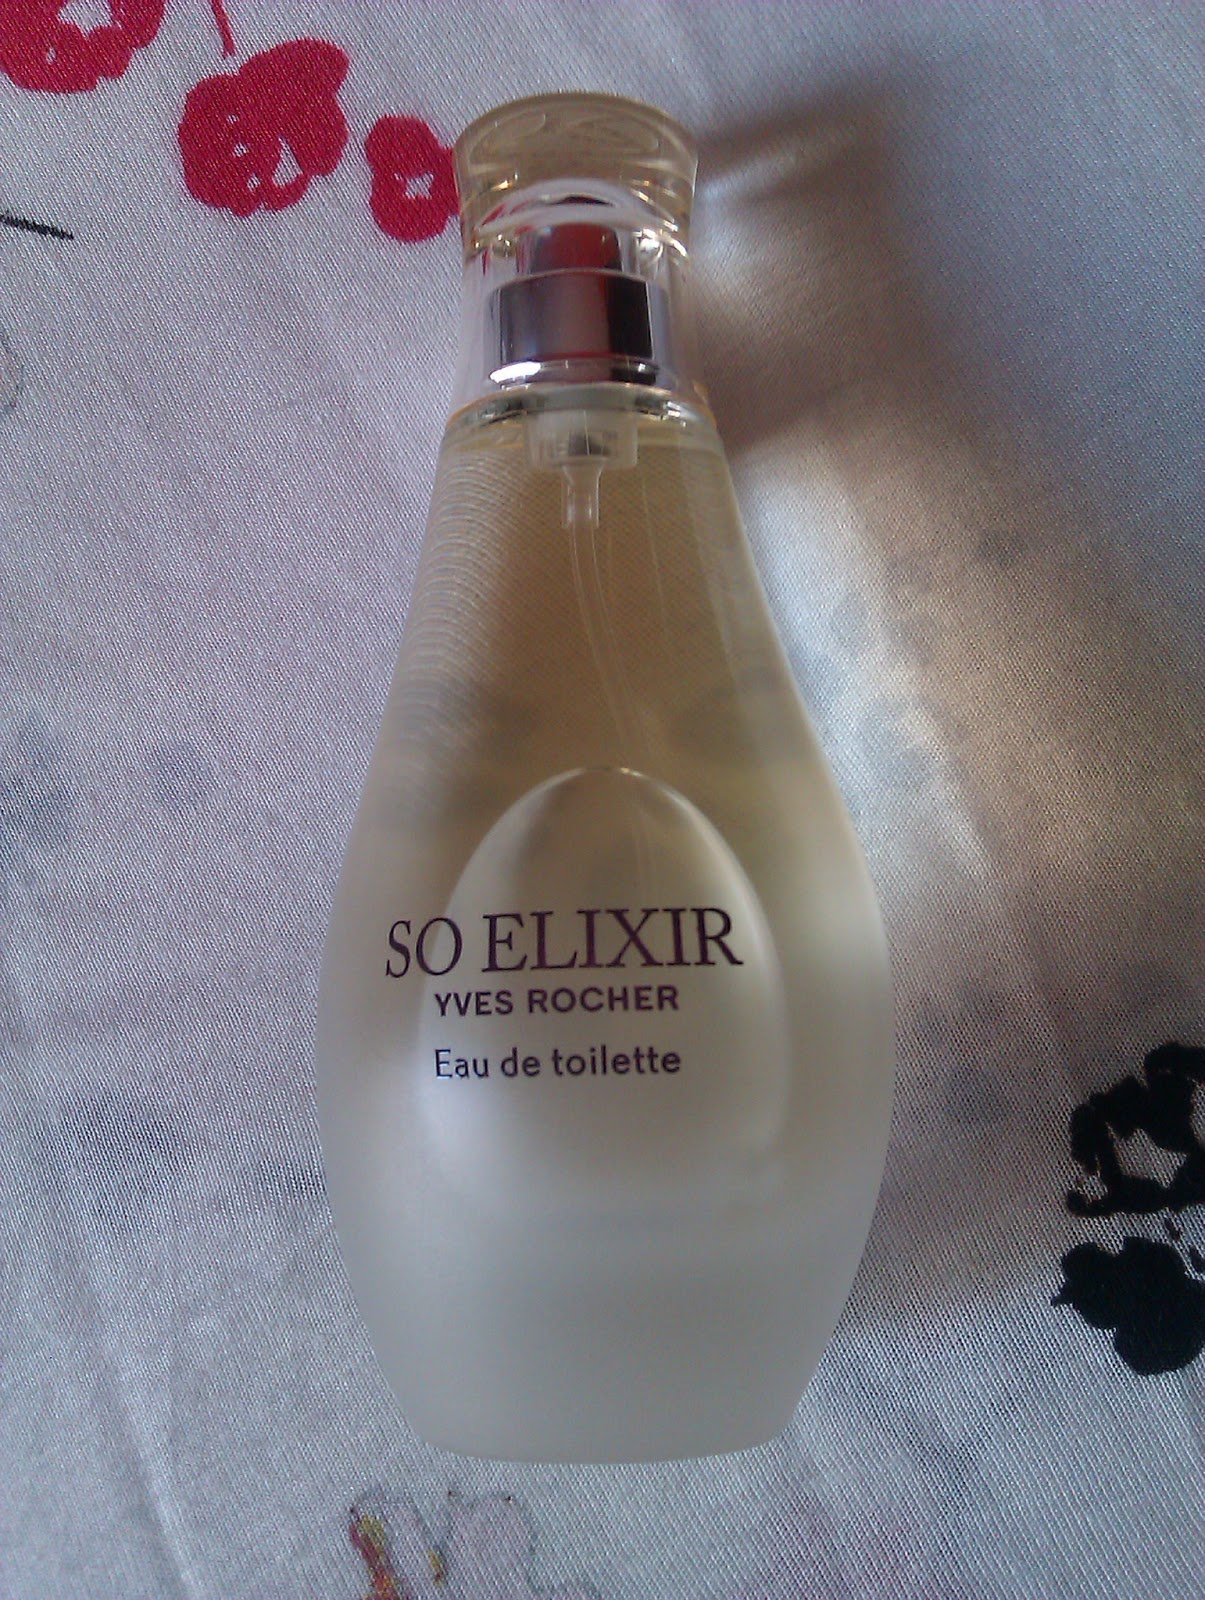 SO ELIXIR
YVES ROCHER
Eau de toilette